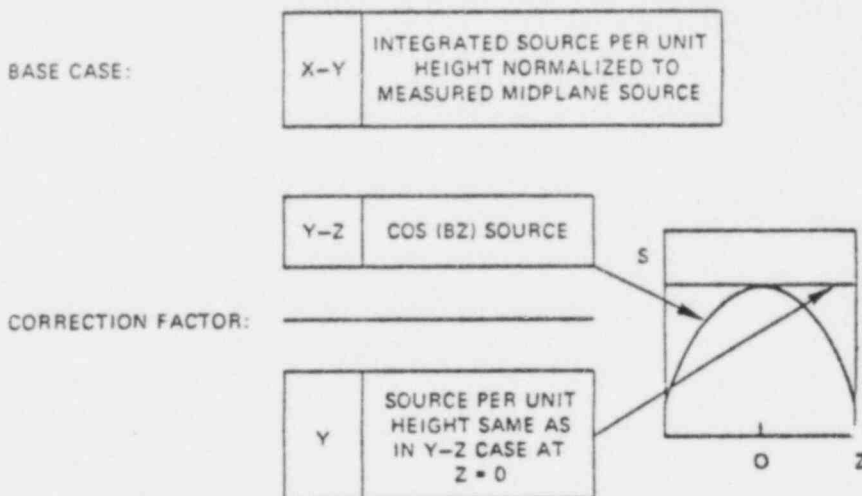 BASE CASE:
X-Y
INTEGRATED SOURCE PER UNIT
HEIGHT NORMALIZED TO
MEASURED MIDPLANE SOURCE
Y-Z
COS (BZ) SOURCE
S
CORRECTION FACTOR:
Y
SOURCE PER UNIT
HEIGHT SAME AS
IN Y-Z CASE AT
Z = 0
O
Z